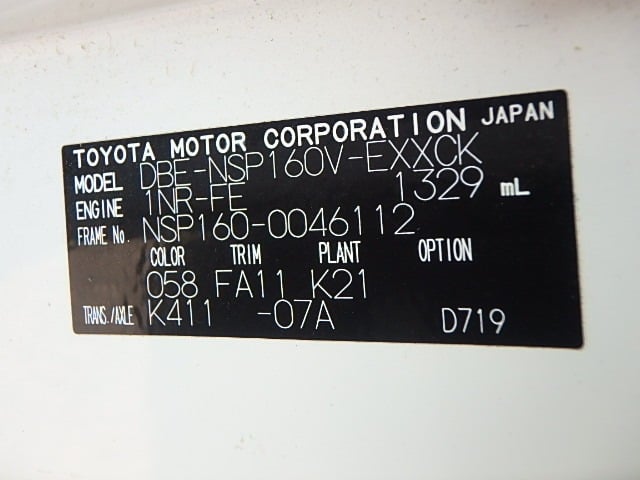 TOYOTA MOTOR CORPORATION JAPAN
MODEL DBE-NSP160V-EXXCK
ENGINE 1NR-FE 1329 mL
FRAME No. NSP160-0046112
COLOR TRIM PLANT OPTION
058 FA11 K21
TRANS./AXLE K411 -07A D719